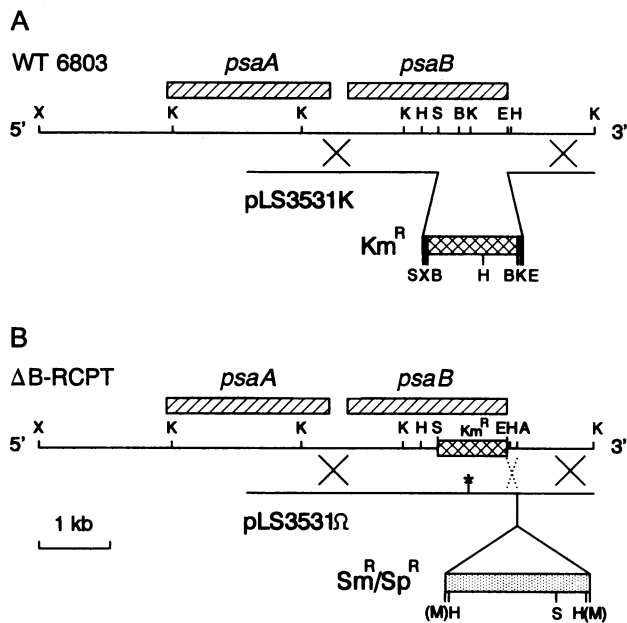 A
WT 6803
psaA psaB
X K K K H S B K E H K
5' 3'
pLS3531K
Km^R
S X B H B K E
B
ΔB-RCPT
psaA psaB
X K K K H S Km^R E H A K
5' 3'
*
pLS3531Ω
1 kb
Sm^R/Sp^R
(M)H S H(M)